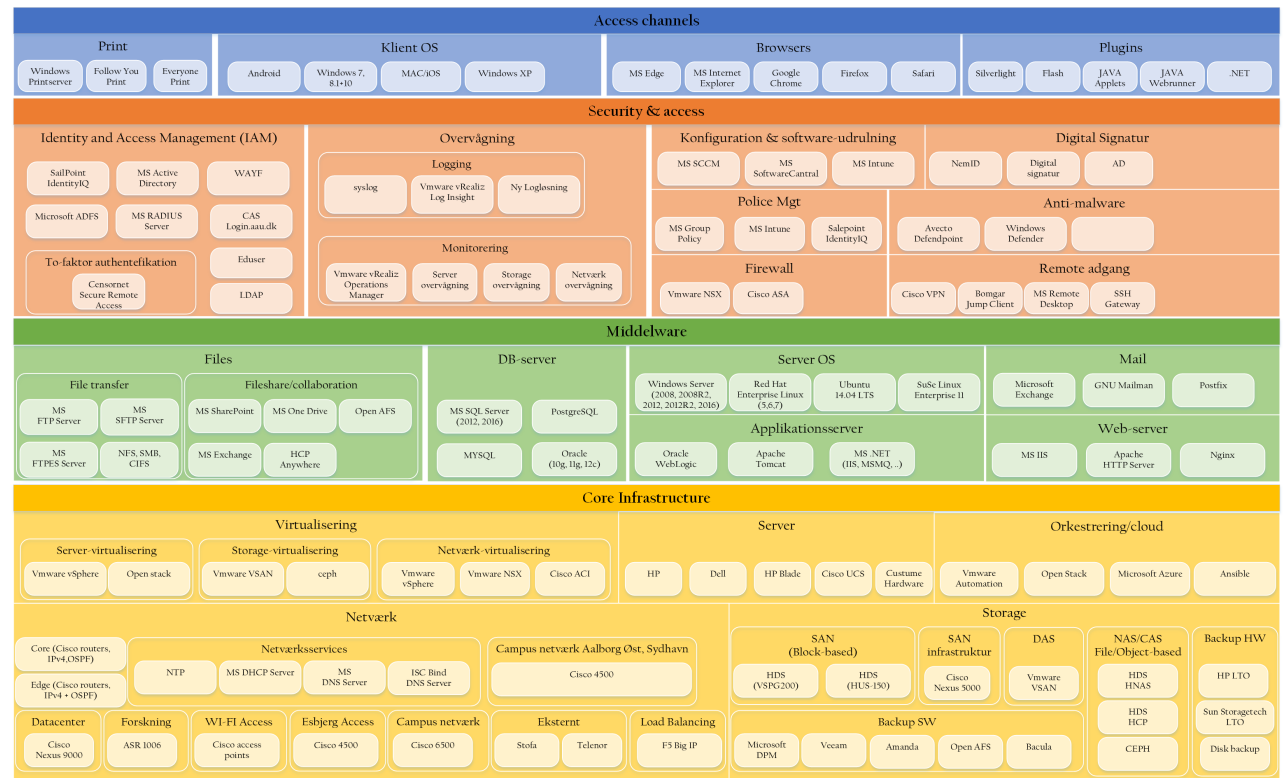 Access channels
Print
Windows
Printserver
Follow You
Print
Everyone
Print
Klient OS
Android
Windows 7,
8.1+10
MAC/iOS
Windows XP
Browsers
MS Edge
MS Internet
Explorer
Google
Chrome
Firefox
Safari
Plugins
Silverlight
Flash
JAVA
Applets
JAVA
Webrunner
.NET
Security & access
Identity and Access Management (IAM)
SailPoint
IdentityIQ
MS Active
Directory
WAYF
Microsoft ADFS
MS RADIUS
Server
CAS
Login.aau.dk
To-faktor authentefikation
Censornet
Secure Remote
Access
Eduser
LDAP
Overvågning
Logging
syslog
Vmware vRealiz
Log Insight
Ny Logløsning
Monitorering
Vmware vRealiz
Operations
Manager
Server
overvågning
Storage
overvågning
Netværk
overvågning
Konfiguration & software-udrulning
MS SCCM
MS
SoftwareCantral
MS Intune
Digital Signatur
NemID
Digital
signatur
AD
Police Mgt
MS Group
Policy
MS Intune
Salepoint
IdentityIQ
Anti-malware
Avecto
Defendpoint
Windows
Defender
Firewall
Vmware NSX
Cisco ASA
Remote adgang
Cisco VPN
Bomgar
Jump Client
MS Remote
Desktop
SSH
Gateway
Middelware
Files
File transfer
MS
FTP Server
MS
SFTP Server
MS
FTPES Server
NFS, SMB,
CIFS
Fileshare/collaboration
MS SharePoint
MS One Drive
Open AFS
MS Exchange
HCP
Anywhere
DB-server
MS SQL Server
(2012, 2016)
PostgreSQL
MYSQL
Oracle
(10g, 11g, 12c)
Server OS
Windows Server
(2008, 2008R2,
2012, 2012R2, 2016)
Red Hat
Enterprise Linux
(5,6,7)
Ubuntu
14.04 LTS
SuSe Linux
Enterprise 11
Mail
Microsoft
Exchange
GNU Mailman
Postfix
Applikationsserver
Oracle
WebLogic
Apache
Tomcat
MS .NET
(IIS, MSMQ, ..)
Web-server
MS IIS
Apache
HTTP Server
Nginx
Core Infrastructure
Virtualisering
Server-virtualisering
Vmware vSphere
Open stack
Storage-virtualisering
Vmware VSAN
ceph
Netværk-virtualisering
Vmware
vSphere
Vmware NSX
Cisco ACI
Server
HP
Dell
HP Blade
Cisco UCS
Custume
Hardware
Orkestrering/cloud
Vmware
Automation
Open Stack
Microsoft Azure
Ansible
Netværk
Core (Cisco routers,
IPv4,OSPF)
Edge (Cisco routers,
IPv4 + OSPF)
Netværksservices
NTP
MS DHCP Server
MS
DNS Server
ISC Bind
DNS Server
Campus netværk Aalborg Øst, Sydhavn
Cisco 4500
Datacenter
Cisco
Nexus 9000
Forskning
ASR 1006
WI-FI Access
Cisco access
points
Esbjerg Access
Cisco 4500
Campus netværk
Cisco 6500
Eksternt
Stofa
Telenor
Load Balancing
F5 Big IP
Storage
SAN
(Block-based)
HDS
(VSPG200)
HDS
(HUS-150)
SAN
infrastruktur
Cisco
Nexus 5000
DAS
Vmware
VSAN
NAS/CAS
File/Object-based
HDS
HNAS
HDS
HCP
CEPH
Backup HW
HP LTO
Sun Storagetech
LTO
Disk backup
Backup SW
Microsoft
DPM
Veeam
Amanda
Open AFS
Bacula